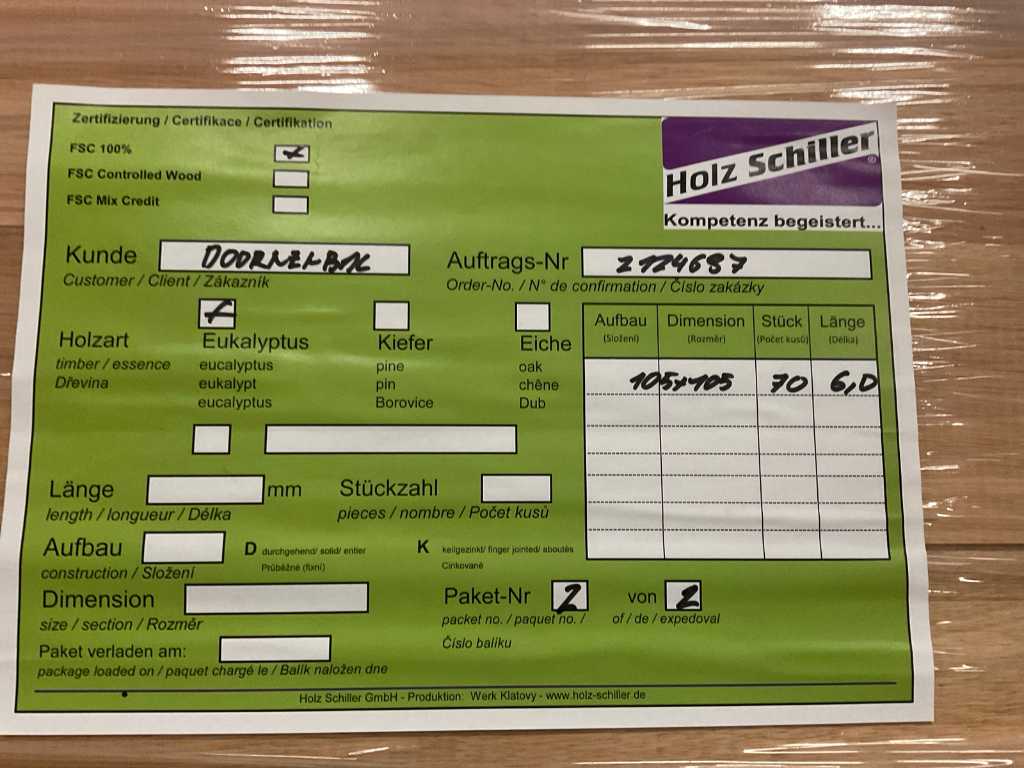 Zertifizierung / Certifikace / Certifikation
FSC 100%
FSC Controlled Wood
FSC Mix Credit
Holz Schiller®
Kompetenz begeistert...
Kunde
Customer / Client / Zákazník
Auftrags-Nr 2124687
Order-No. / N° de confirmation / Číslo zakázky
Holzart Eukalyptus Kiefer Eiche
timber / essence eucalyptus pine oak
Dřevina eukalypt pin chêne
eucalyptus Borovice Dub
Aufbau Dimension Stück Länge
(Složení) (Rozměr) (Počet kusů) (Délka)
105x105 70 6,0
Länge mm Stückzahl
length / longueur / Délka pieces / nombre / Počet kusů
Aufbau D durchgehend/ solid/ entier K keilgezinkt/ finger jointed/ aboutés
construction / Složení Průběžné (fixní) Cinkované
Dimension
size / section / Rozměr
Paket-Nr 2 von 2
packet no. / paquet no. / of / de / expedoval
Číslo balíku
Paket verladen am:
package loaded on / paquet chargé le / Balík naložen dne
Holz Schiller GmbH - Produktion: Werk Klatovy - www.holz-schiller.de